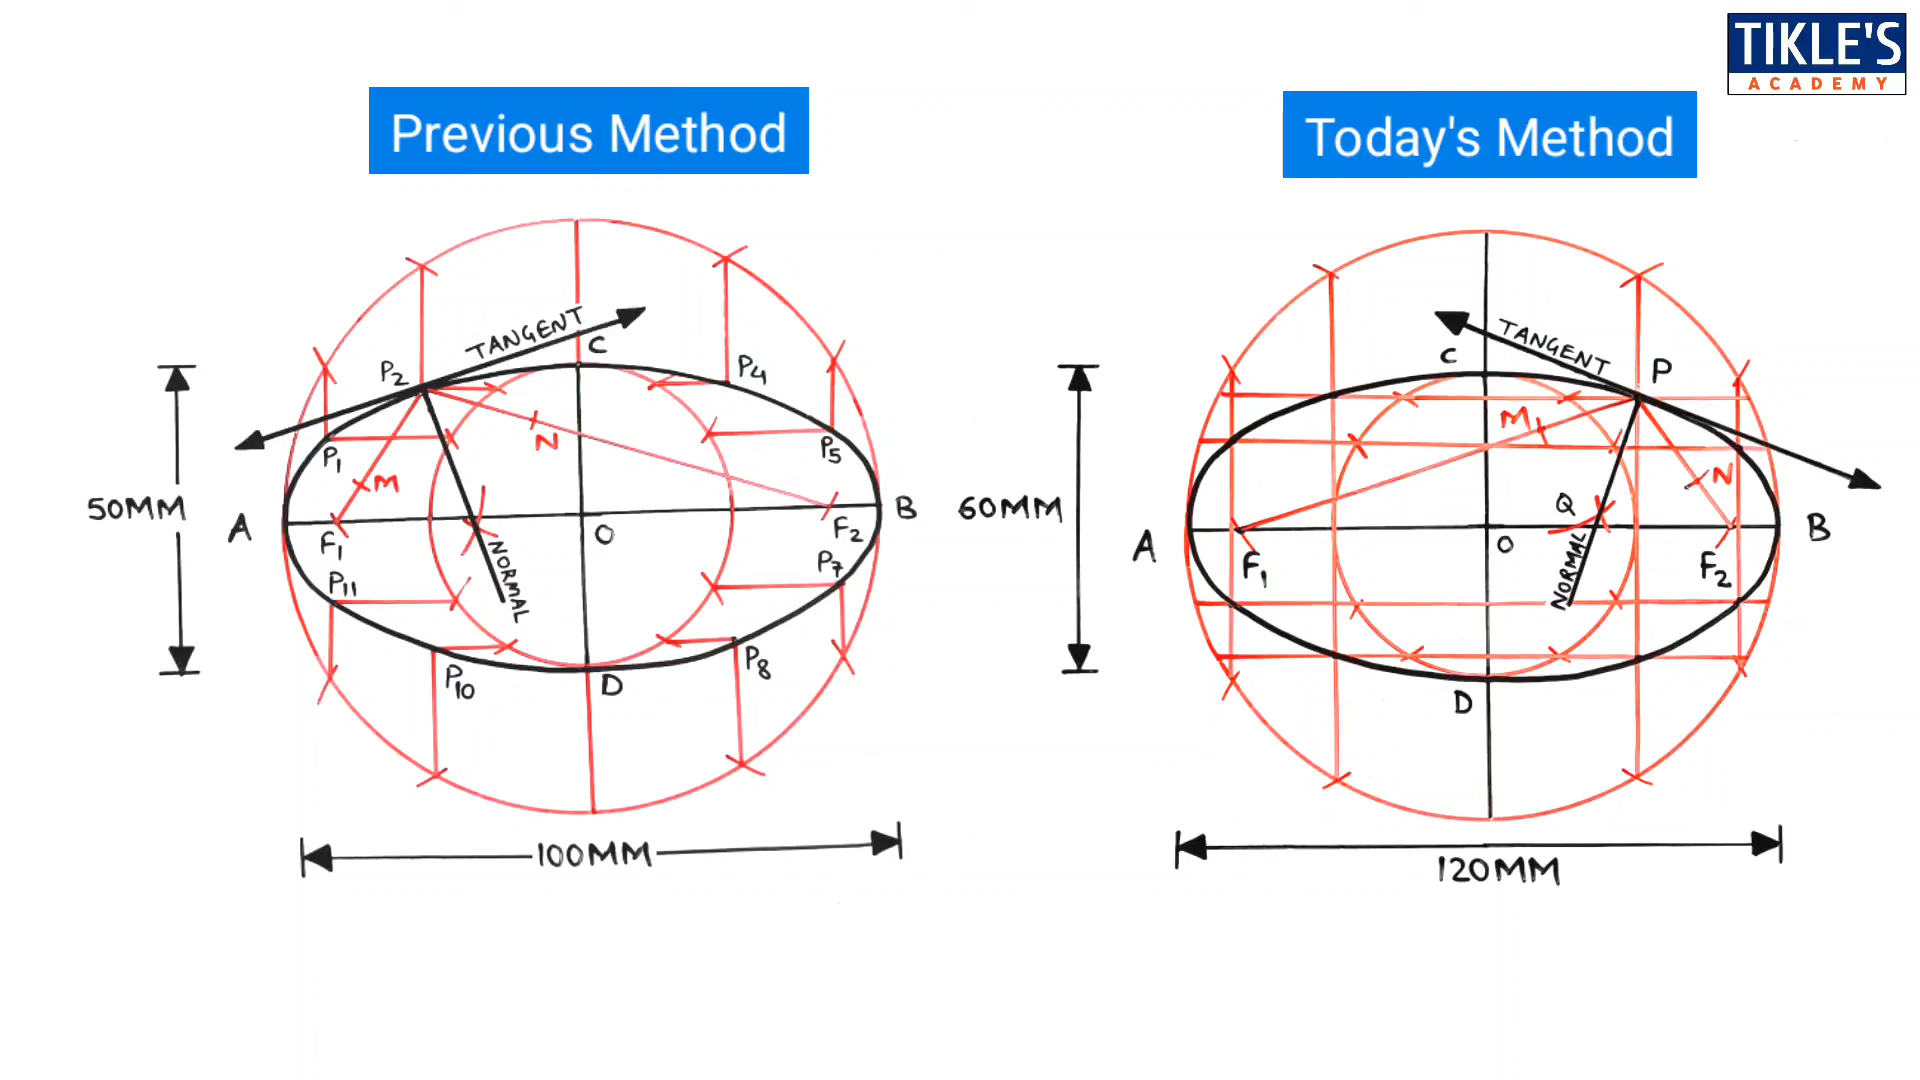 TIKLE'S
ACADEMY
Previous Method
TANGENT
C
P2
P4
P1
P5
N
M
50MM
A
B
F1
O
F2
NORMAL
P11
P7
P10
D
P8
100MM
Today's Method
TANGENT
C
P
M
N
Q
60MM
A
B
O
F1
F2
NORMAL
D
120MM